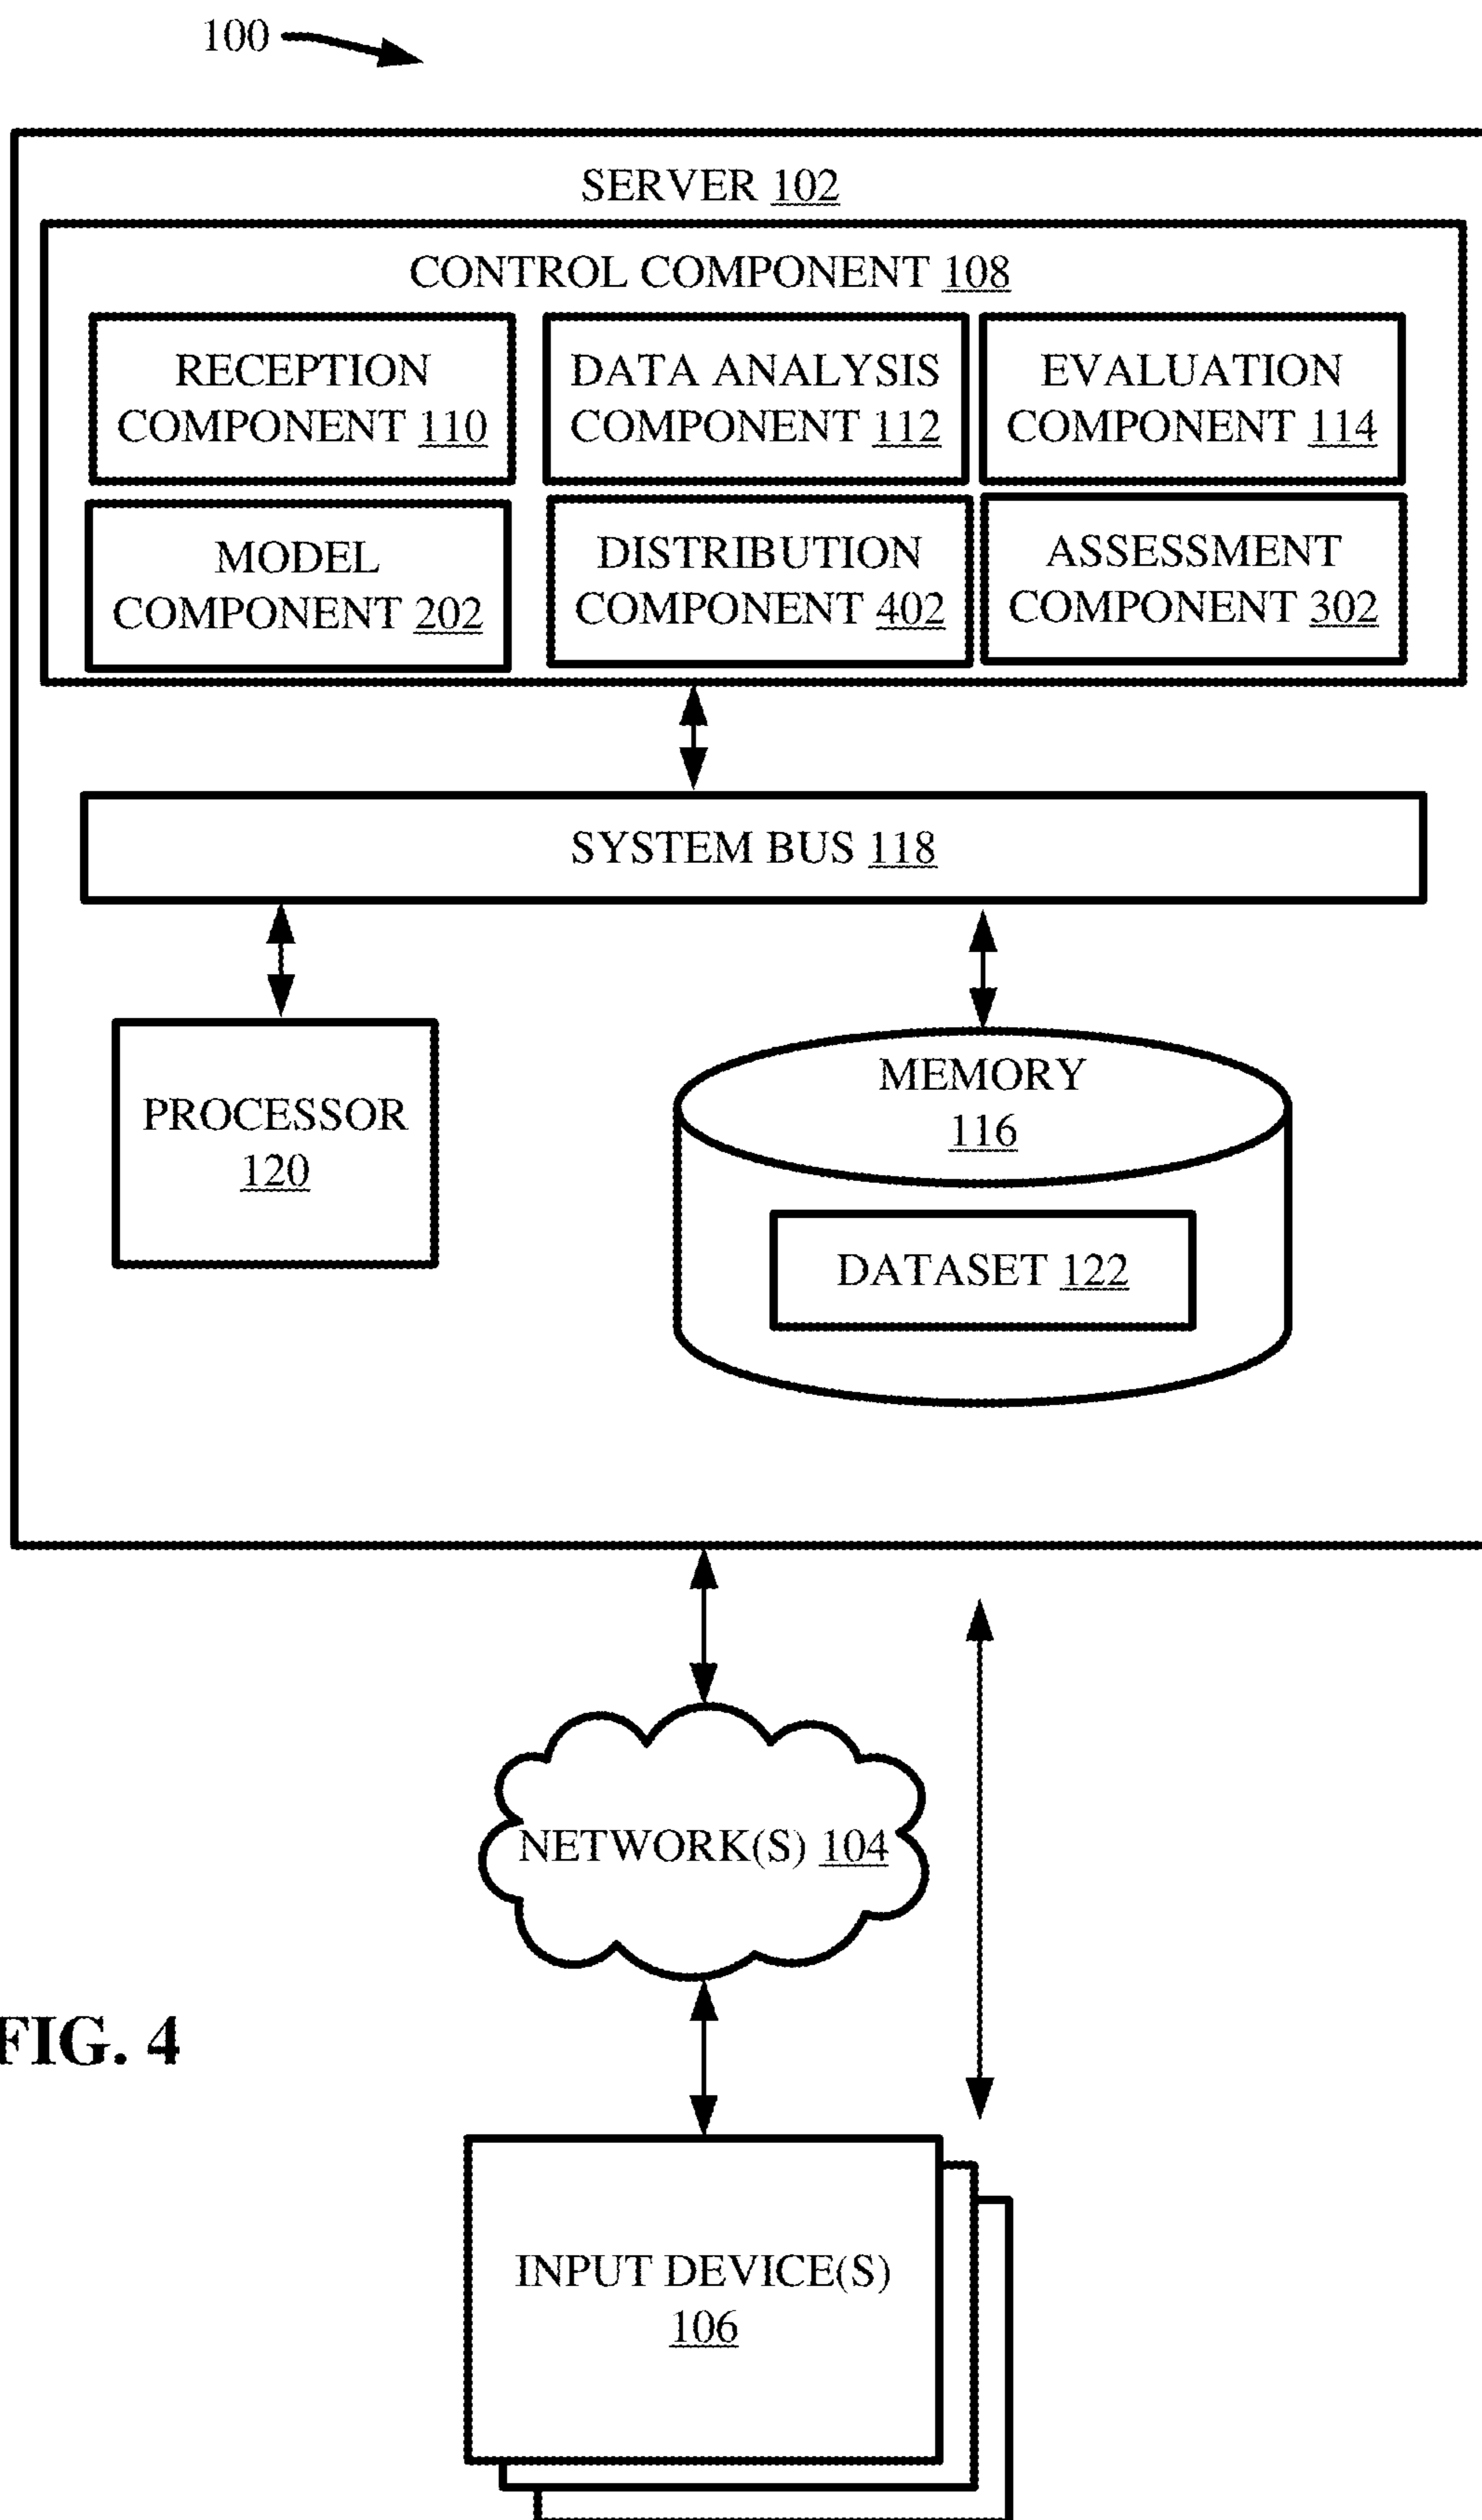 100
SERVER 102
CONTROL COMPONENT 108
RECEPTION
COMPONENT 110
DATA ANALYSIS
COMPONENT 112
EVALUATION
COMPONENT 114
MODEL
COMPONENT 202
DISTRIBUTION
COMPONENT 402
ASSESSMENT
COMPONENT 302
SYSTEM BUS 118
PROCESSOR
120
MEMORY
116
DATASET 122
NETWORK(S) 104
FIG. 4
INPUT DEVICE(S)
106